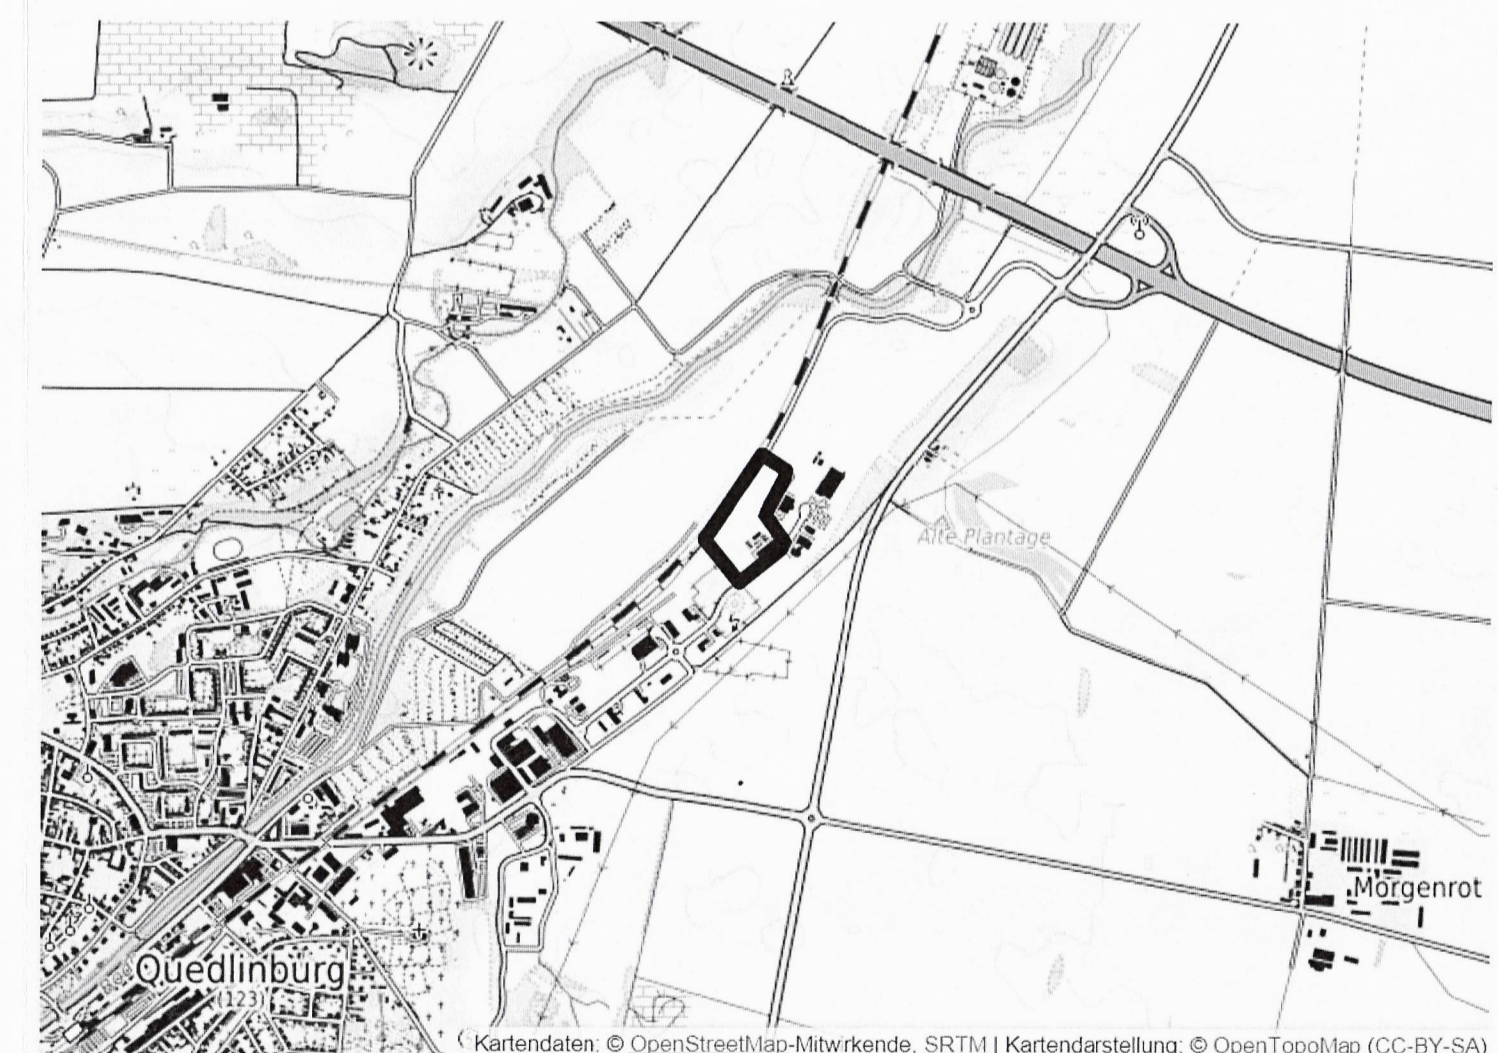 Alte Plantage
Morgenrot
Quedlinburg
(123)
Kartendaten: © OpenStreetMap-Mitwirkende, SRTM | Kartendarstellung: © OpenTopoMap (CC-BY-SA)